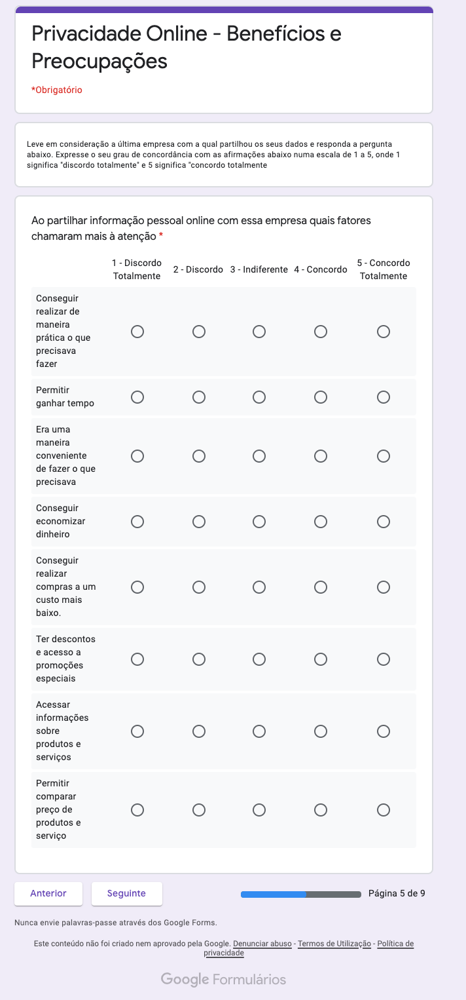 Privacidade Online - Benefícios e
Preocupações
*Obrigatório
Leve em consideração a última empresa com a qual partilhou os seus dados e responda a pergunta
abaixo. Expresse o seu grau de concordância com as afirmações abaixo numa escala de 1 a 5, onde 1
significa "discordo totalmente" e 5 significa "concordo totalmente
Ao partilhar informação pessoal online com essa empresa quais fatores
chamaram mais à atenção *
1 - Discordo
Totalmente
2 - Discordo
3 - Indiferente
4 - Concordo
5 - Concordo
Totalmente
Conseguir
realizar de
maneira
prática o que
precisava
fazer
Permitir
ganhar tempo
Era uma
maneira
conveniente
de fazer o que
precisava
Conseguir
economizar
dinheiro
Conseguir
realizar
compras a um
custo mais
baixo.
Ter descontos
e acesso a
promoções
especiais
Acessar
informações
sobre
produtos e
serviços
Permitir
comparar
preço de
produtos e
serviço
Anterior
Seguinte
Página 5 de 9
Nunca envie palavras-passe através dos Google Forms.
Este conteúdo não foi criado nem aprovado pela Google. Denunciar abuso - Termos de Utilização - Política de
privacidade
Google Formulários